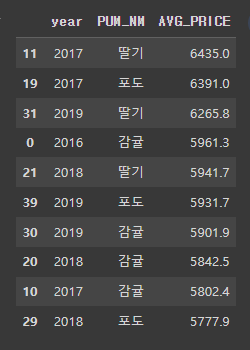 year PUM_NM AVG_PRICE
11 2017 딸기 6435.0
19 2017 포도 6391.0
31 2019 딸기 6265.8
0 2016 감귤 5961.3
21 2018 딸기 5941.7
39 2019 포도 5931.7
30 2019 감귤 5901.9
20 2018 감귤 5842.5
10 2017 감귤 5802.4
29 2018 포도 5777.9